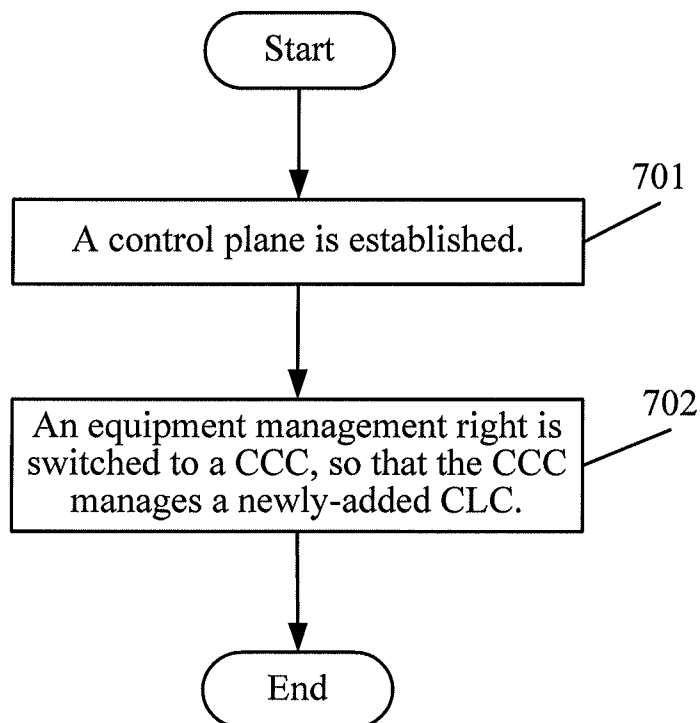 Start
701
A control plane is established.
702
An equipment management right is
switched to a CCC, so that the CCC
manages a newly-added CLC.
End